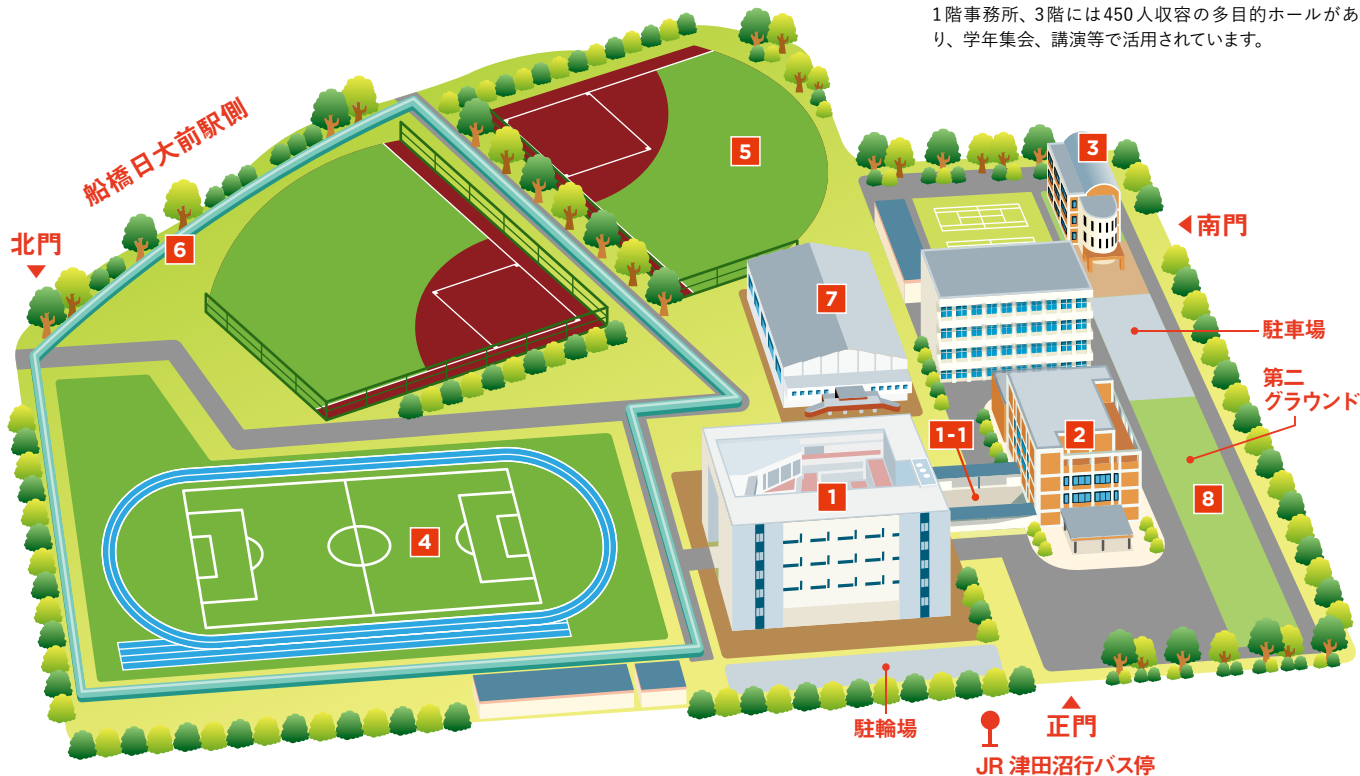 1階事務所、3階には450人収容の多目的ホールがあ
り、学年集会、講演等で活用されています。
船橋日大前駅側
北門
南門
駐車場
第二
グラウンド
駐輪場
正門
JR 津田沼行バス停
1
1-1
2
3
4
5
6
7
8